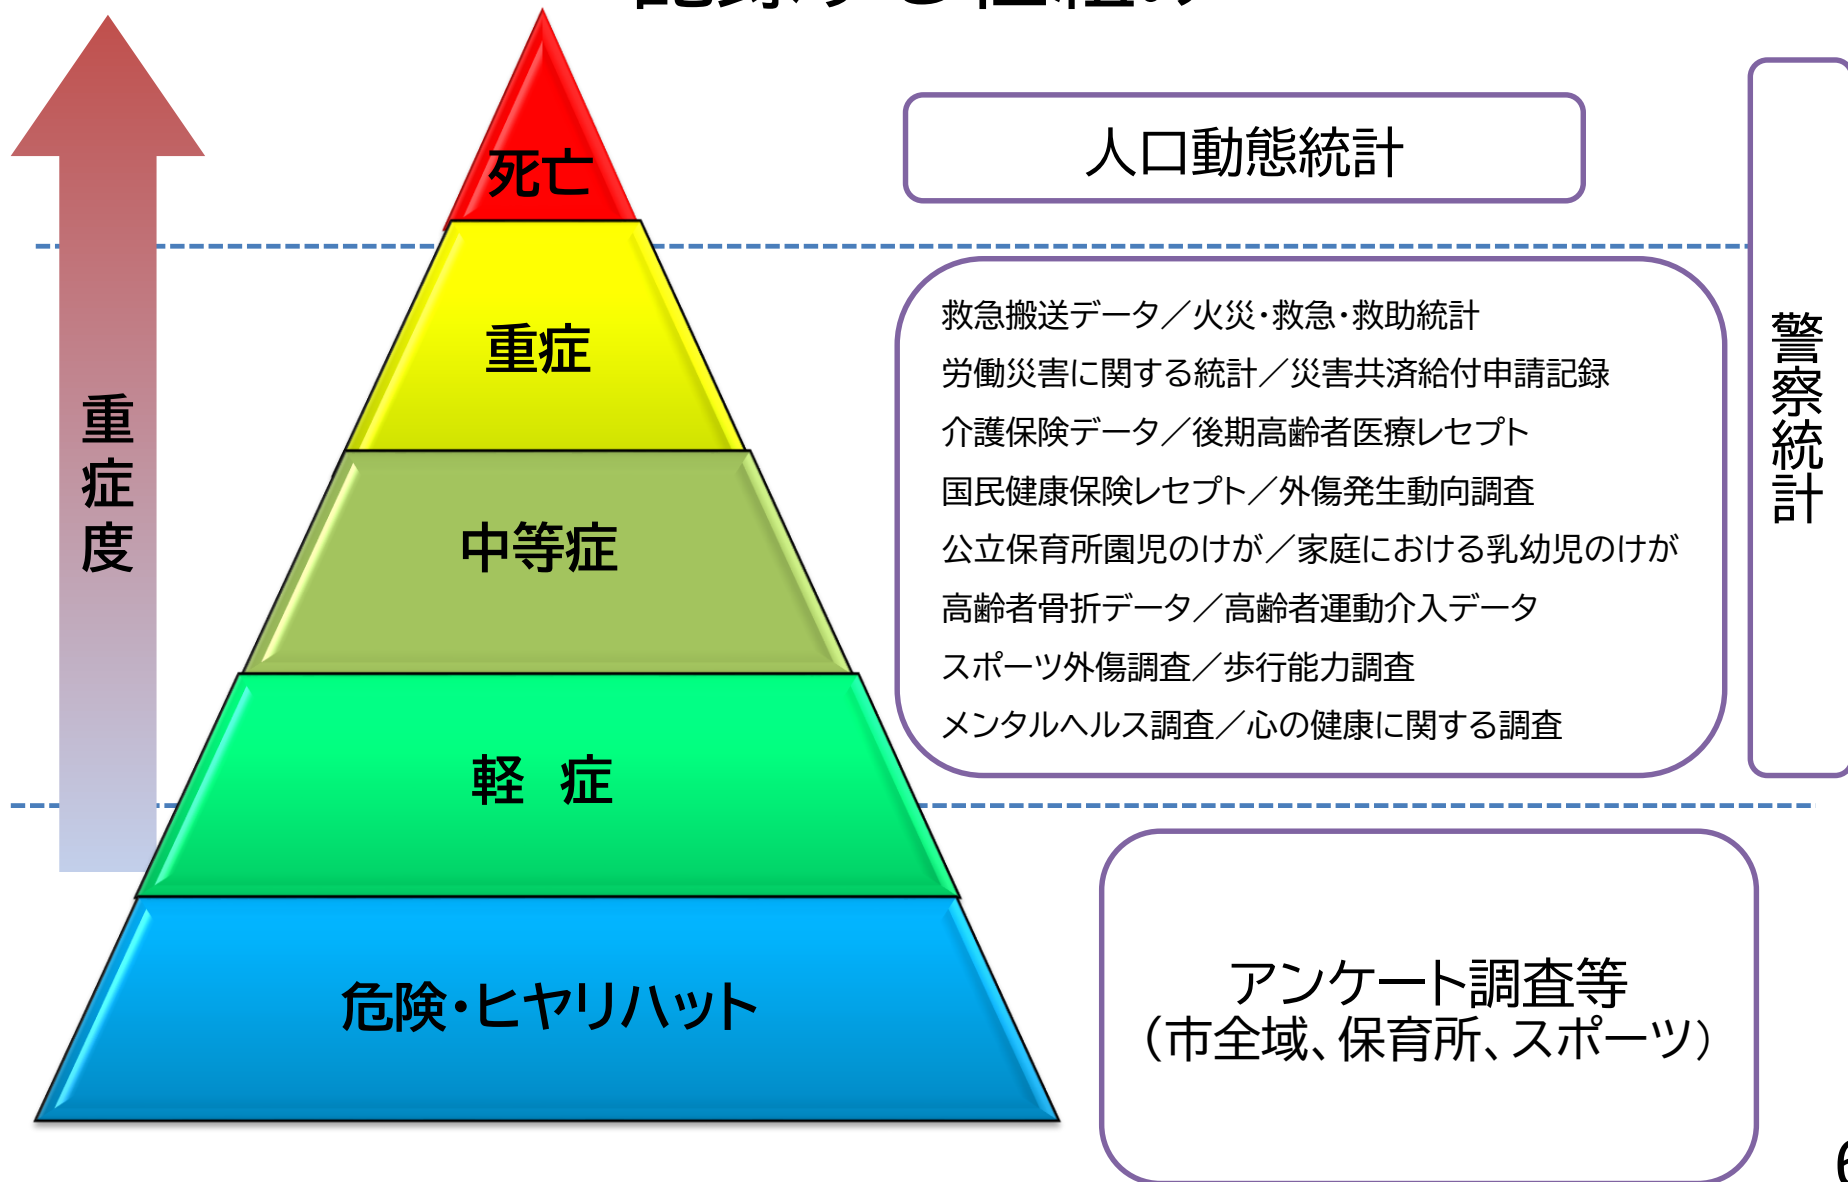 死亡
重症
中等症
軽 症
危険・ヒヤリハット
重症度
人口動態統計
救急搬送データ／火災・救急・救助統計
労働災害に関する統計／災害共済給付申請記録
介護保険データ／後期高齢者医療レセプト
国民健康保険レセプト／外傷発生動向調査
公立保育所園児のけが／家庭における乳幼児のけが
高齢者骨折データ／高齢者運動介入データ
スポーツ外傷調査／歩行能力調査
メンタルヘルス調査／心の健康に関する調査
警察統計
アンケート調査等
（市全域、保育所、スポーツ）